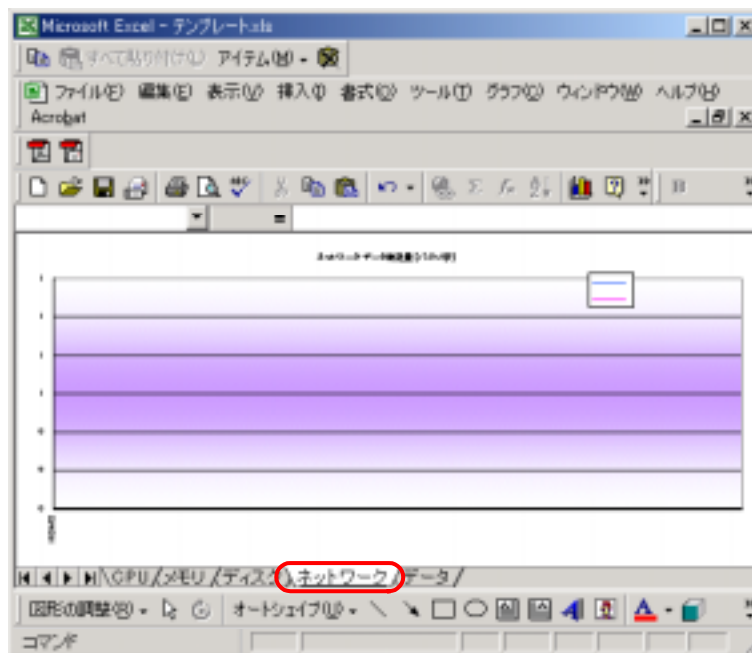 Microsoft Excel - テンプレート.xls
すべて貼り付け(L) アイテム(M)
ファイル(F) 編集(E) 表示(V) 挿入(I) 書式(O) ツール(T) グラフ(C) ウィンドウ(W) ヘルプ(H)
Acrobat
B
=
CPU メモリ ディスク ネットワーク データ
図形の調整(R) オートシェイプ(U)
コマンド